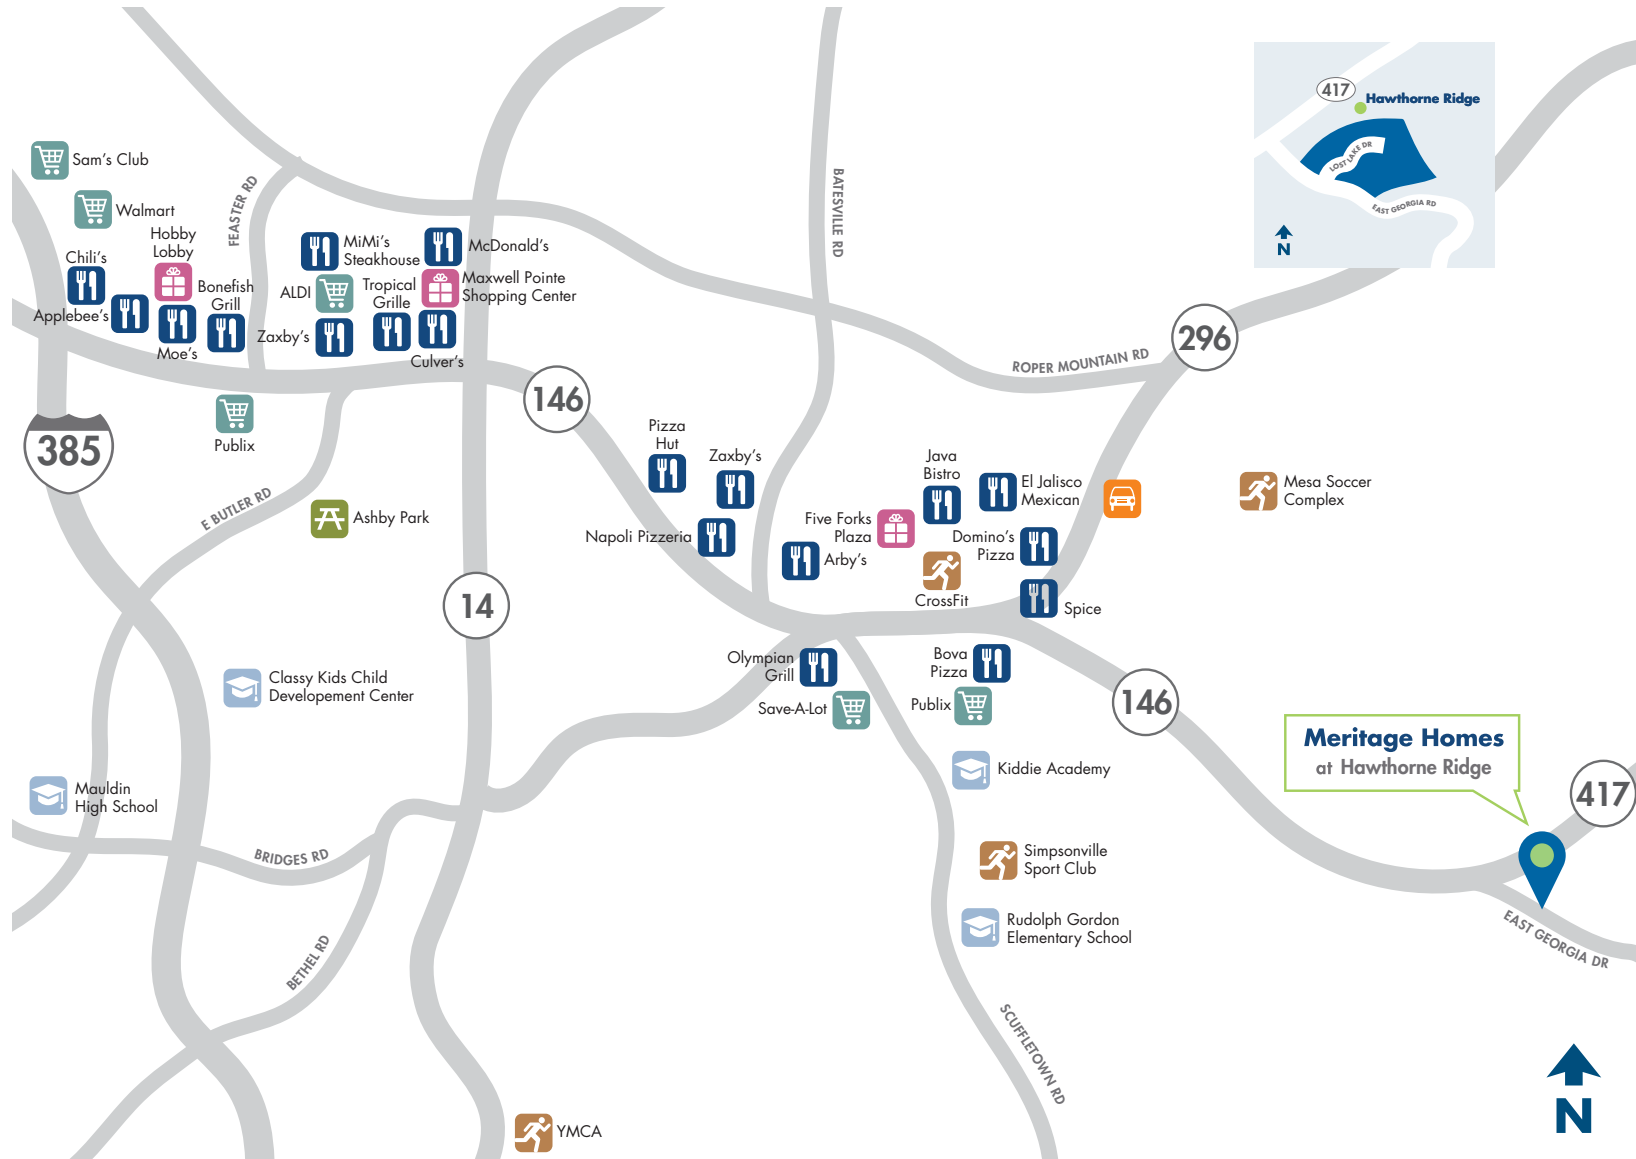 417
Hawthorne Ridge
LOST LAKE DR
EAST GEORGIA RD
N
Sam's Club
Walmart
Hobby
Lobby
Chili's
Bonefish
Grill
Applebee's
Moe's
FEASTER RD
MiMi's
Steakhouse
McDonald's
ALDI
Tropical
Grille
Maxwell Pointe
Shopping Center
Zaxby's
Culver's
BATESVILLE RD
296
ROPER MOUNTAIN RD
146
385
Publix
E BUTLER RD
Ashby Park
Pizza
Hut
Zaxby's
Napoli Pizzeria
Java
Bistro
El Jalisco
Mexican
Five Forks
Plaza
Domino's
Pizza
Arby's
CrossFit
Spice
Mesa Soccer
Complex
14
Classy Kids Child
Developement Center
Olympian
Grill
Bova
Pizza
Save-A-Lot
Publix
146
Meritage Homes
at Hawthorne Ridge
417
Kiddie Academy
Mauldin
High School
BRIDGES RD
Simpsonville
Sport Club
Rudolph Gordon
Elementary School
EAST GEORGIA DR
BETHEL RD
SCUFFLETOWN RD
YMCA
N